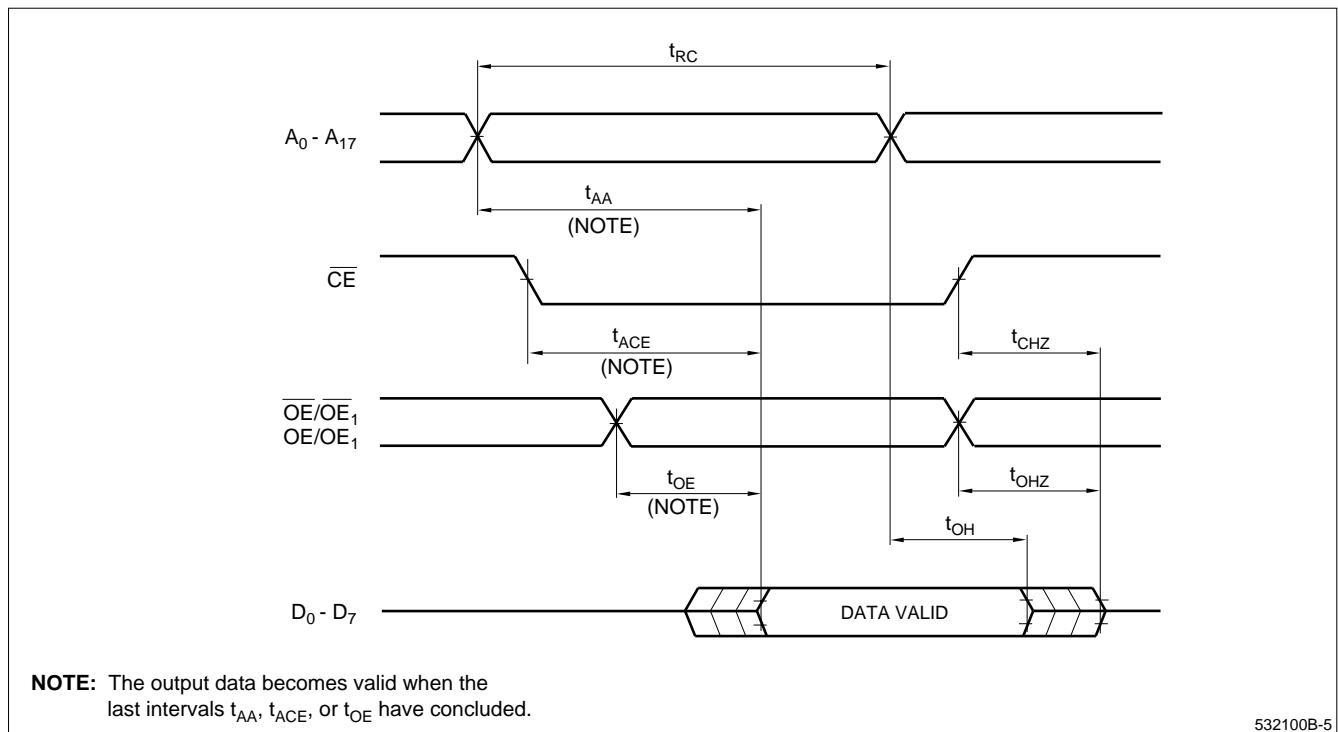 tRC
A0 - A17
tAA
(NOTE)
CE
tACE
(NOTE)
tCHZ
OE/OE1
OE/OE1
tOE
(NOTE)
tOHZ
tOH
D0 - D7
DATA VALID
NOTE: The output data becomes valid when the
last intervals tAA, tACE, or tOE have concluded.
532100B-5